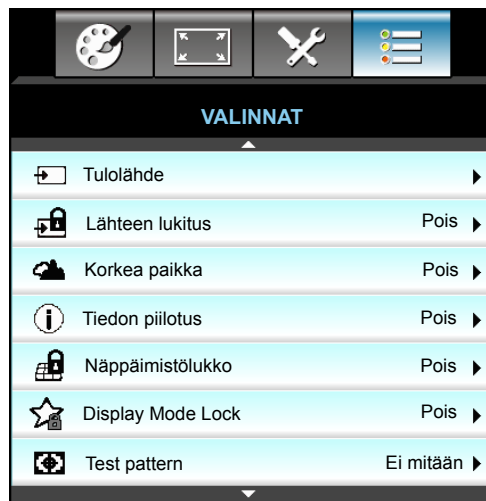 VALINNAT
Tulolähde
Lähteen lukitus Pois
Korkea paikka Pois
Tiedon piilotus Pois
Näppäimistölukko Pois
Display Mode Lock Pois
Test pattern Ei mitään